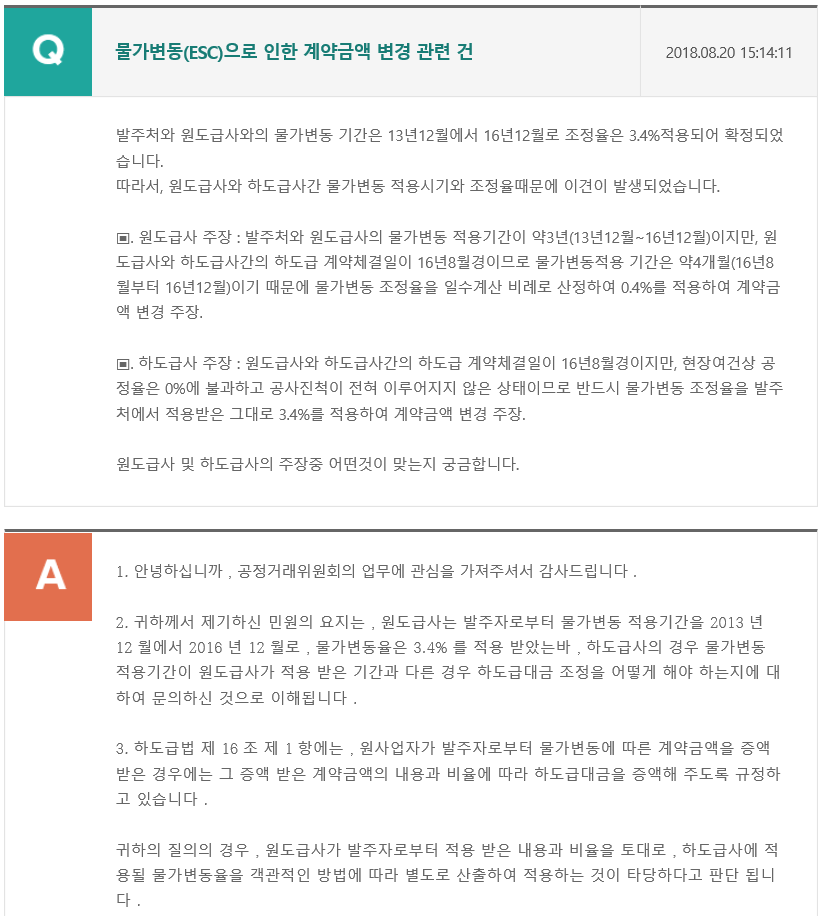 Q
물가변동(ESC)으로 인한 계약금액 변경 관련 건
2018.08.20 15:14:11
발주처와 원도급사와의 물가변동 기간은 13년12월에서 16년12월로 조정율은 3.4%적용되어 확정되었
습니다.
따라서, 원도급사와 하도급사간 물가변동 적용시기와 조정율때문에 이견이 발생되었습니다.
▣. 원도급사 주장 : 발주처와 원도급사의 물가변동 적용기간이 약3년(13년12월~16년12월)이지만, 원
도급사와 하도급사간의 하도급 계약체결일이 16년8월경이므로 물가변동적용 기간은 약4개월(16년8
월부터 16년12월)이기 때문에 물가변동 조정율을 일수계산 비례로 산정하여 0.4%를 적용하여 계약금
액 변경 주장.
▣. 하도급사 주장 : 원도급사와 하도급사간의 하도급 계약체결일이 16년8월경이지만, 현장여건상 공
정율은 0%에 불과하고 공사진척이 전혀 이루어지지 않은 상태이므로 반드시 물가변동 조정율을 발주
처에서 적용받은 그대로 3.4%를 적용하여 계약금액 변경 주장.
원도급사 및 하도급사의 주장중 어떤것이 맞는지 궁금합니다.
A
1. 안녕하십니까 , 공정거래위원회의 업무에 관심을 가져주셔서 감사드립니다 .
2. 귀하께서 제기하신 민원의 요지는 , 원도급사는 발주자로부터 물가변동 적용기간을 2013 년
12 월에서 2016 년 12 월로 , 물가변동율은 3.4% 를 적용 받았는바 , 하도급사의 경우 물가변동
적용기간이 원도급사가 적용 받은 기간과 다른 경우 하도급대금 조정을 어떻게 해야 하는지에 대
하여 문의하신 것으로 이해됩니다 .
3. 하도급법 제 16 조 제 1 항에는 , 원사업자가 발주자로부터 물가변동에 따른 계약금액을 증액
받은 경우에는 그 증액 받은 계약금액의 내용과 비율에 따라 하도급대금을 증액해 주도록 규정하
고 있습니다 .
귀하의 질의의 경우 , 원도급사가 발주자로부터 적용 받은 내용과 비율을 토대로 , 하도급사에 적
용될 물가변동율을 객관적인 방법에 따라 별도로 산출하여 적용하는 것이 타당하다고 판단 됩니
다 .